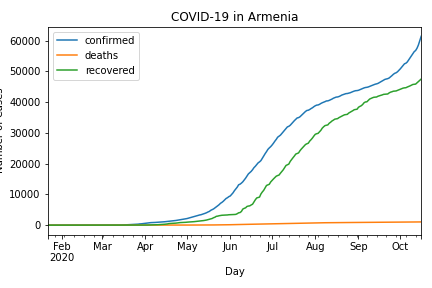 COVID-19 in Armenia
confirmed
deaths
recovered
60000
50000
40000
30000
20000
10000
0
Feb Mar Apr May Jun Jul Aug Sep Oct
2020
Day